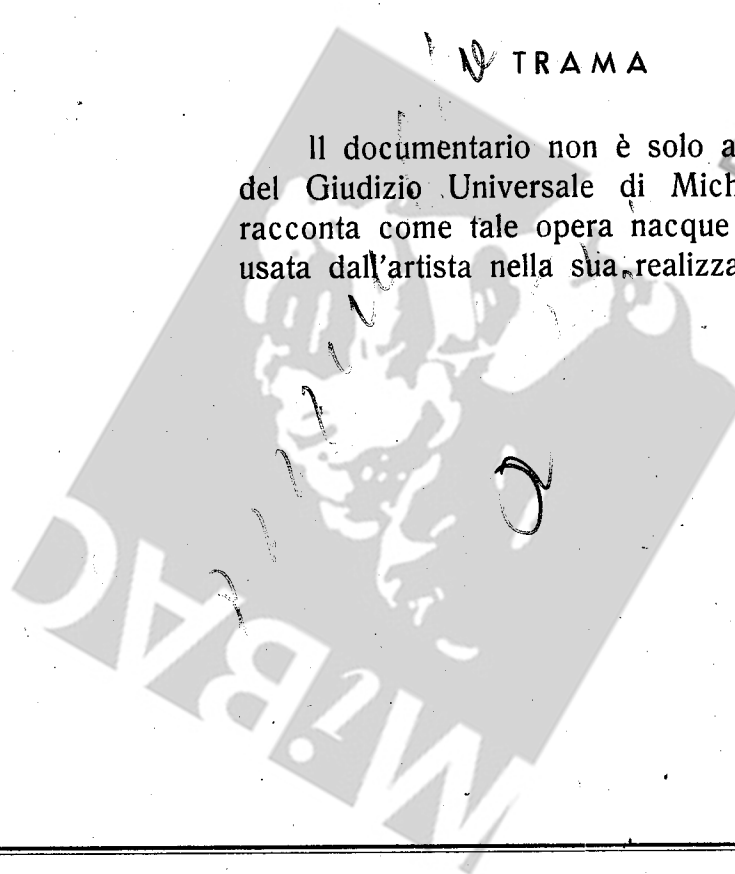 TRAMA
Il documentario non è solo a
del Giudizio Universale di Mich
racconta come tale opera nacque
usata dall'artista nella sua realizza
MiBAC